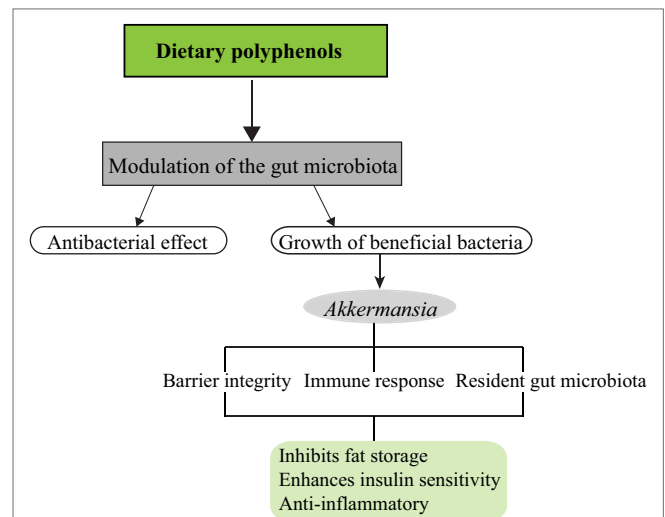 Dietary polyphenols
Modulation of the gut microbiota
Antibacterial effect
Growth of beneficial bacteria
Akkermansia
Barrier integrity
Immune response
Resident gut microbiota
Inhibits fat storage
Enhances insulin sensitivity
Anti-inflammatory